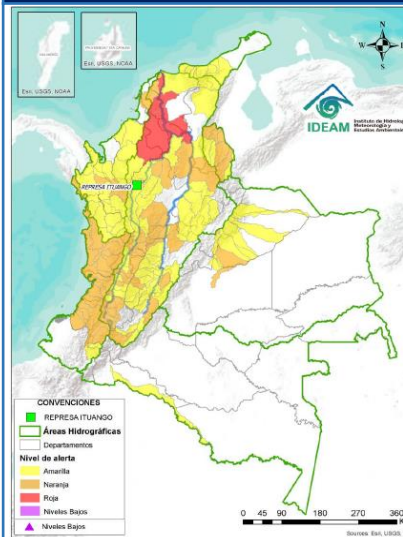 Esri, USGS, NOAA
Esri, USGS, NOAA
N
W
S
IDEAM
Instituto de Hidrología,
Meteorología y
Estudios Ambientales
REPRESA ITUANGO
CONVENCIONES
REPRESA ITUANGO
Áreas Hidrográficas
Departamentos
Nivel de alerta
Amarilla
Naranja
Roja
Niveles Bajos
Niveles Bajos
0 45 90 180 270 360
K
Sources: Esri, USGS,